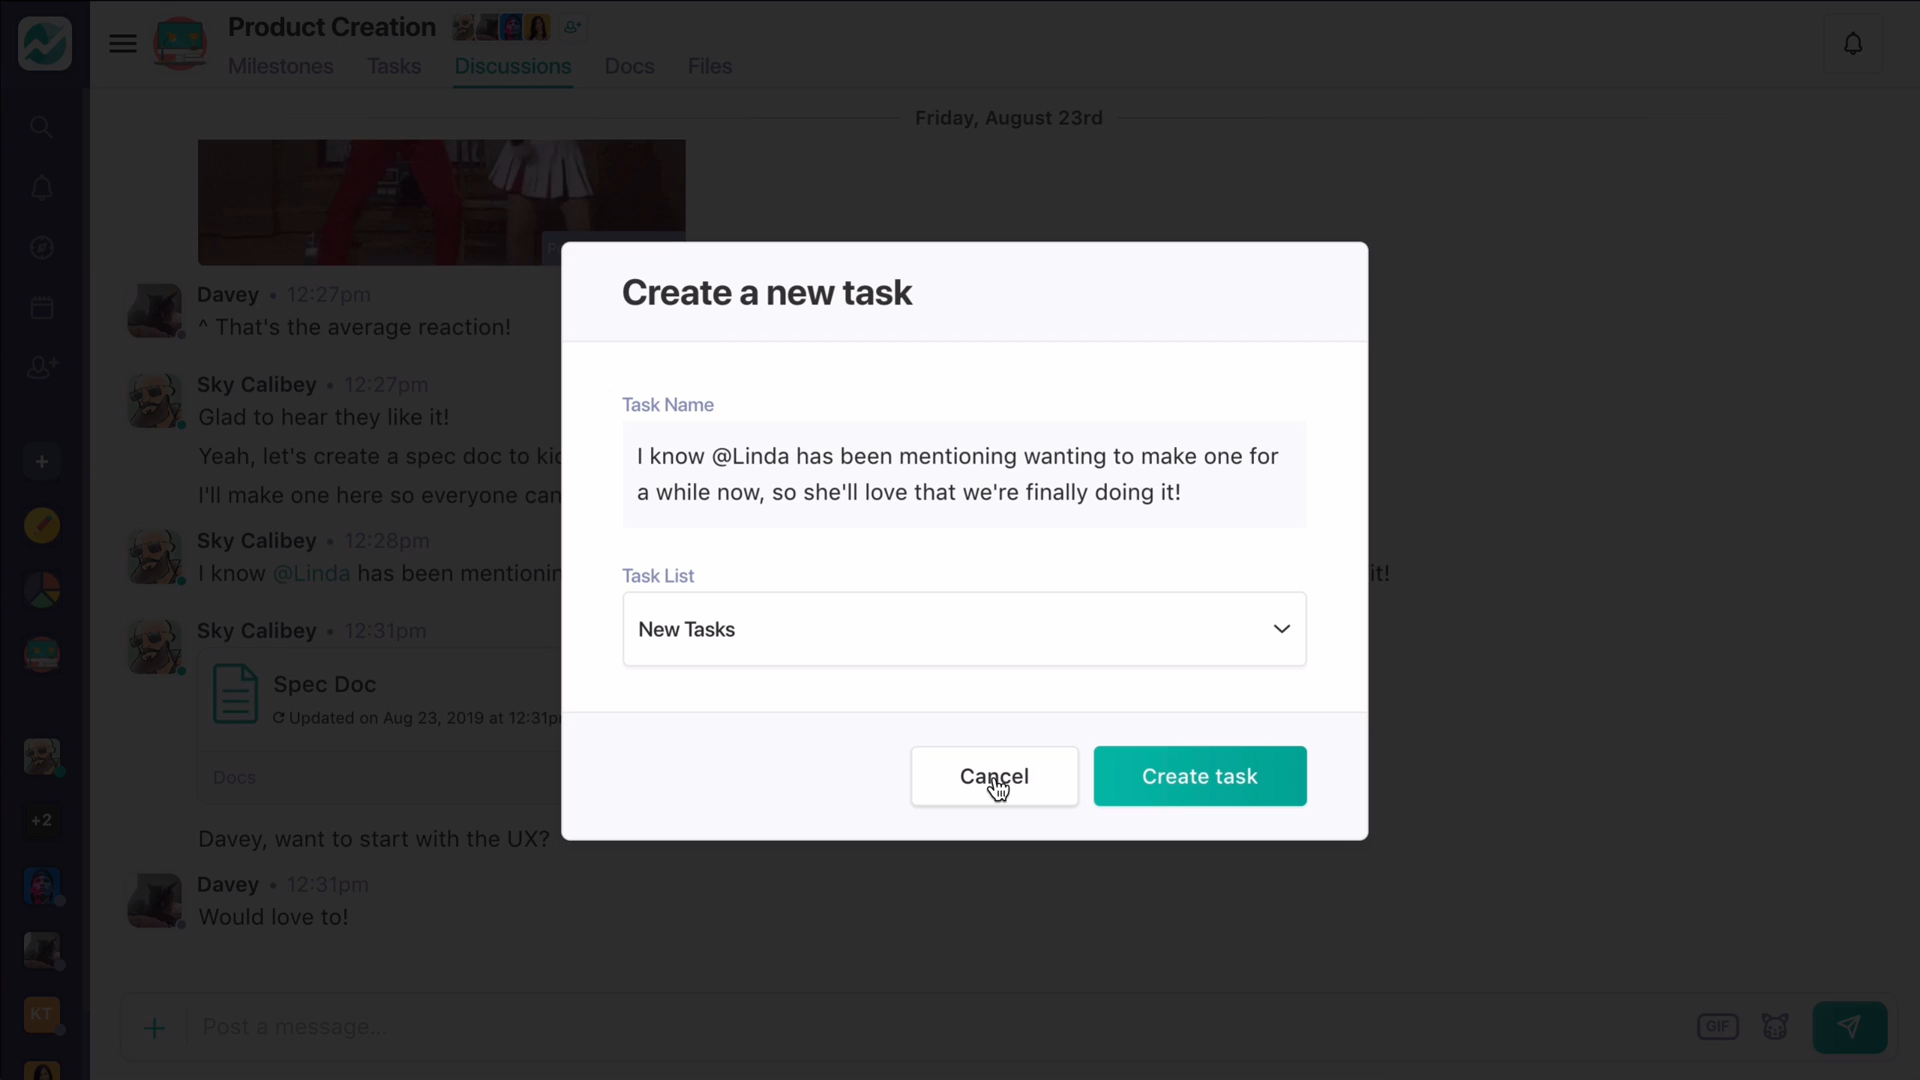 Product Creation
Milestones Tasks Discussions Docs Files
Friday, August 23rd
Davey • 12:27pm
^ That's the average reaction!
Sky Calibey • 12:27pm
Glad to hear they like it!
Yeah, let's create a spec doc to
I'll make one here so everyone can
Sky Calibey • 12:28pm
I know @Linda has been
it!
Sky Calibey • 12:31pm
Spec Doc
Updated on Aug 23, 2019 at
Docs
Davey, want to start with the UX?
Davey • 12:31pm
Would love to!
Post a message...
GIF
+2
KT
Create a new task
Task Name
I know @Linda has been mentioning wanting to make one for
a while now, so she'll love that we're finally doing it!
Task List
New Tasks
Cancel
Create task